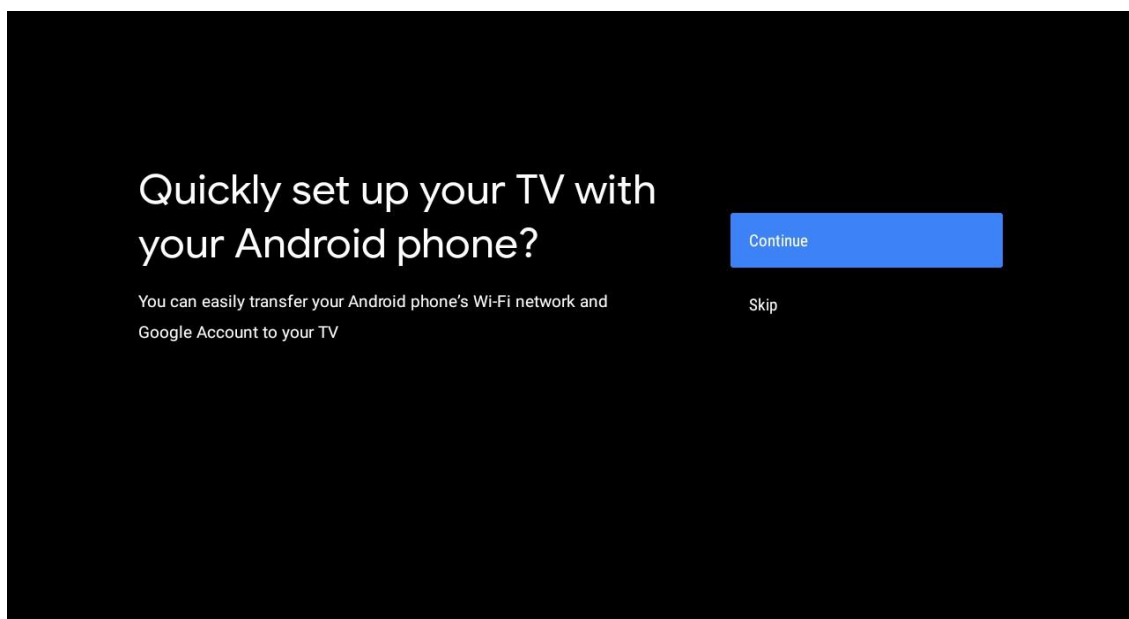 Quickly set up your TV with
your Android phone?
You can easily transfer your Android phone’s Wi-Fi network and
Google Account to your TV
Continue
Skip